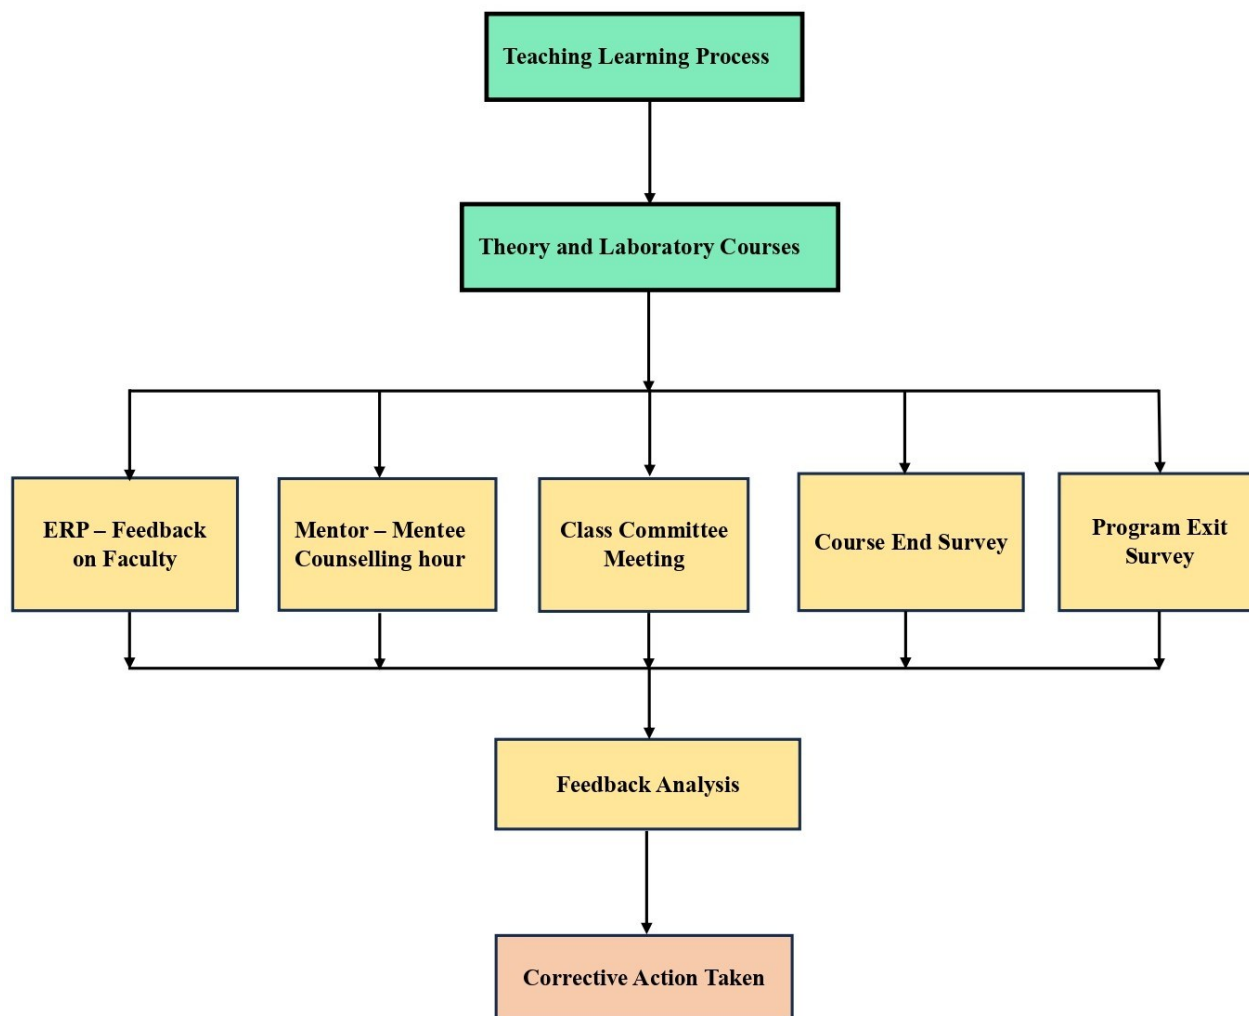 Teaching Learning Process
Theory and Laboratory Courses
ERP – Feedback
on Faculty
Mentor – Mentee
Counselling hour
Class Committee
Meeting
Course End Survey
Program Exit
Survey
Feedback Analysis
Corrective Action Taken